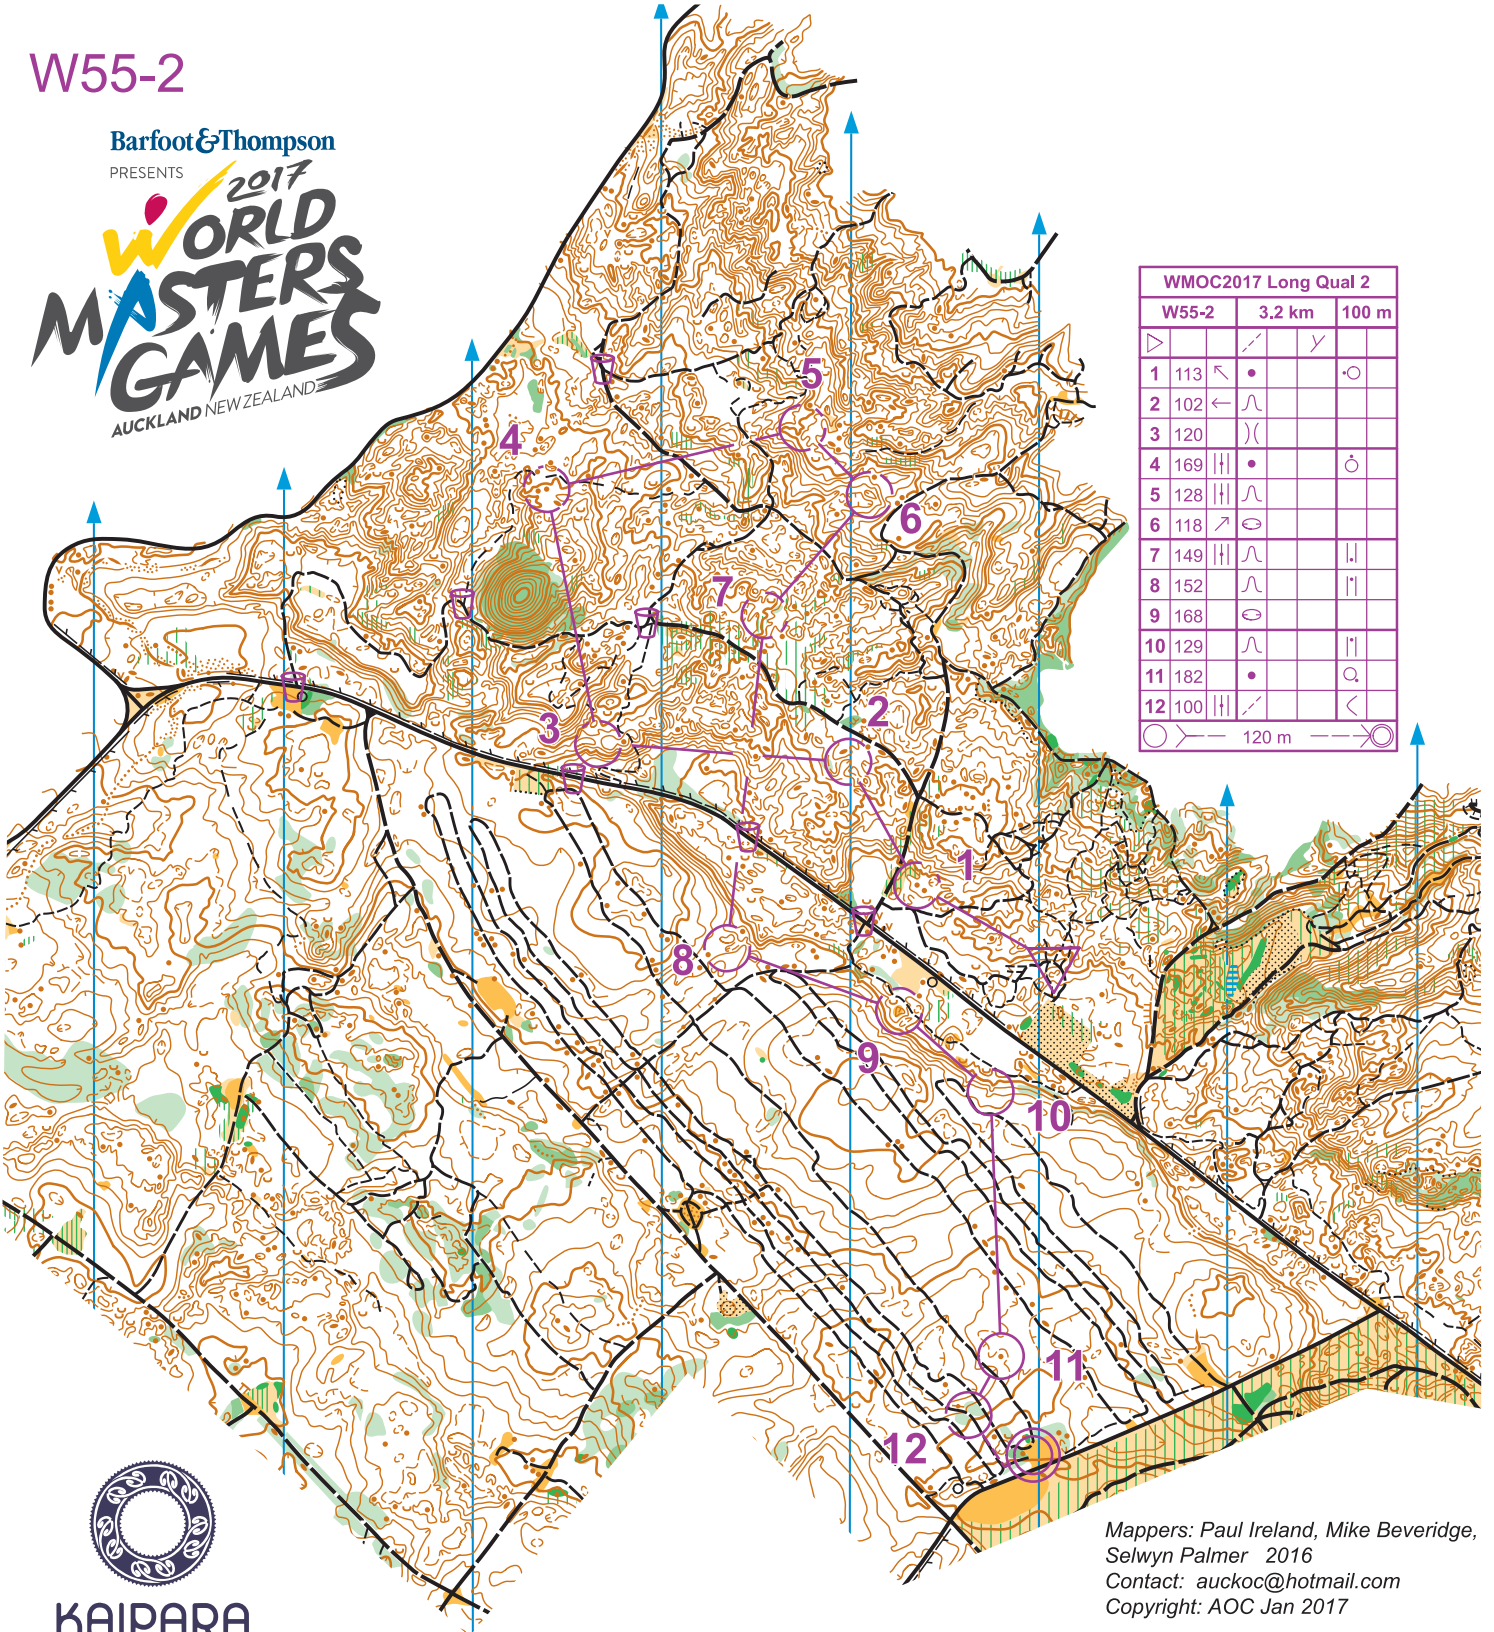 W55-2
Barfoot&Thompson
PRESENTS
2017
WORLD
MASTERS
GAMES
AUCKLAND NEW ZEALAND
WMOC2017 Long Qual 2
W55-2 3.2 km 100 m
1 113
2 102
3 120
4 169
5 128
6 118
7 149
8 152
9 168
10 129
11 182
12 100
120 m
5
4
6
7
2
3
1
8
9
10
11
12
Mappers: Paul Ireland, Mike Beveridge,
Selwyn Palmer 2016
Contact: auckoc@hotmail.com
Copyright: AOC Jan 2017
KAIPARA